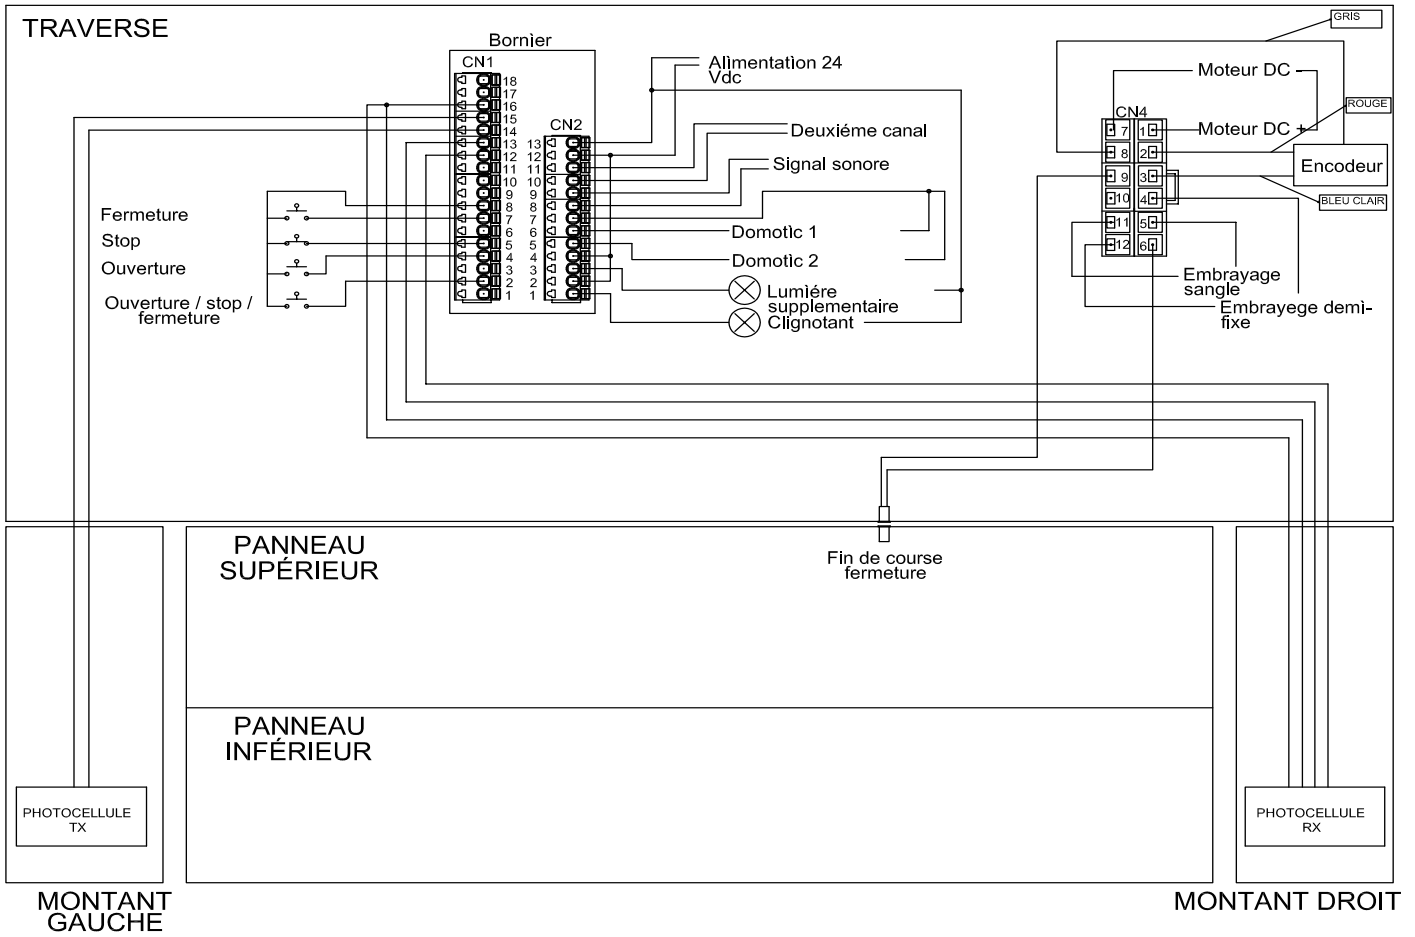 TRAVERSE
Bornier
CN1
18
17
16
15
14
13
12
11
10
9
8
7
6
5
4
3
2
1
CN2
13
12
11
10
9
8
7
6
5
4
3
2
1
Alimentation 24
Vdc
Deuxiéme canal
Signal sonore
Domotic 1
Domotic 2
Lumiére
supplementaire
Clignotant
Fermeture
Stop
Ouverture
Ouverture / stop /
fermeture
GRIS
Moteur DC -
ROUGE
CN4
Moteur DC +
7 1
8 2
9 3
10 4
11 5
12 6
Encodeur
BLEU CLAIR
Embrayage
sangle
Embrayege demi-
fixe
PANNEAU
SUPÉRIEUR
Fin de course
fermeture
PANNEAU
INFÉRIEUR
PHOTOCELLULE
TX
PHOTOCELLULE
RX
MONTANT
GAUCHE
MONTANT DROIT